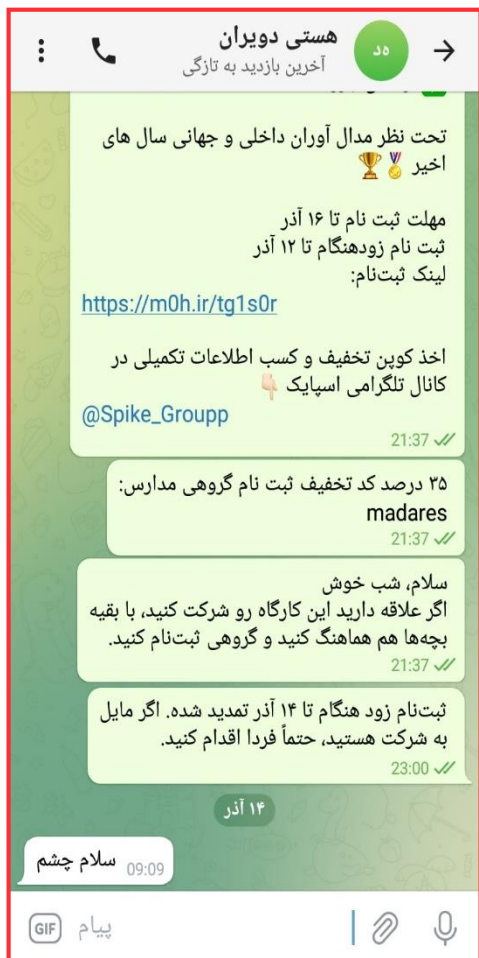 هستی دویران
هد
آخرین بازدید به تازگی
تحت نظر مدال آوران داخلی و جهانی سال های
اخیر 🏅🏆
مهلت ثبت نام تا ۱۶ آذر
ثبت نام زودهنگام تا ۱۲ آذر
لینک ثبت‌نام:
https://m0h.ir/tg1s0r
اخذ کوپن تخفیف و کسب اطلاعات تکمیلی در
کانال تلگرامی اسپایک 👇🏻
@Spike_Groupp
21:37
۳۵ درصد کد تخفیف ثبت نام گروهی مدارس:
madares
21:37
سلام، شب خوش
اگر علاقه دارید این کارگاه رو شرکت کنید، با بقیه
بچه‌ها هم هماهنگ کنید و گروهی ثبت‌نام کنید.
21:37
ثبت‌نام زود هنگام تا ۱۴ آذر تمدید شده. اگر مایل
به شرکت هستید، حتماً فردا اقدام کنید.
23:00
۱۴ آذر
سلام چشم
09:09
پیام
GIF